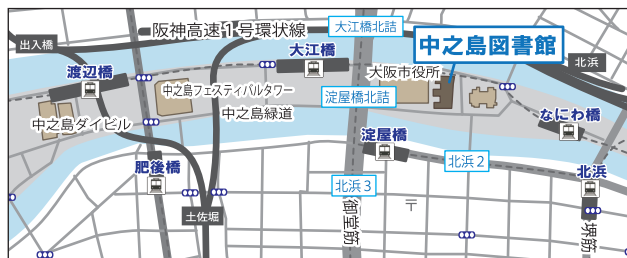 阪神高速1号環状線
大江橋北詰
出入橋
中之島図書館
大江橋
渡辺橋
大阪市役所
北浜
中之島フェスティバルタワー
淀屋橋北詰
中之島緑道
なにわ橋
中之島ダイビル
淀屋橋
肥後橋
北浜2
北浜
北浜3
土佐堀
〒
御堂筋
堺筋